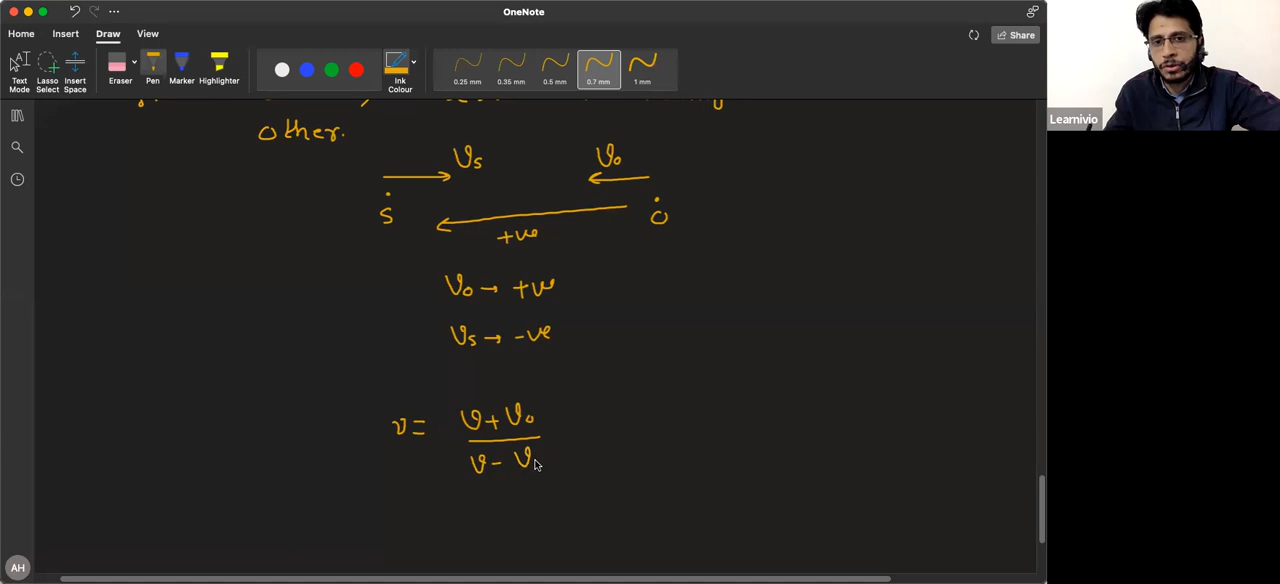 OneNote
Home Insert Draw View
Share
Text Mode
Lasso Select
Insert Space
Eraser
Pen
Marker
Highlighter
Ink Colour
0.25 mm
0.35 mm
0.5 mm
0.7 mm
1 mm
Learnivio
other.
Vs Vo
S O
+ve
Vo → +ve
Vs → -ve
ν = V + Vo
V - V
AH